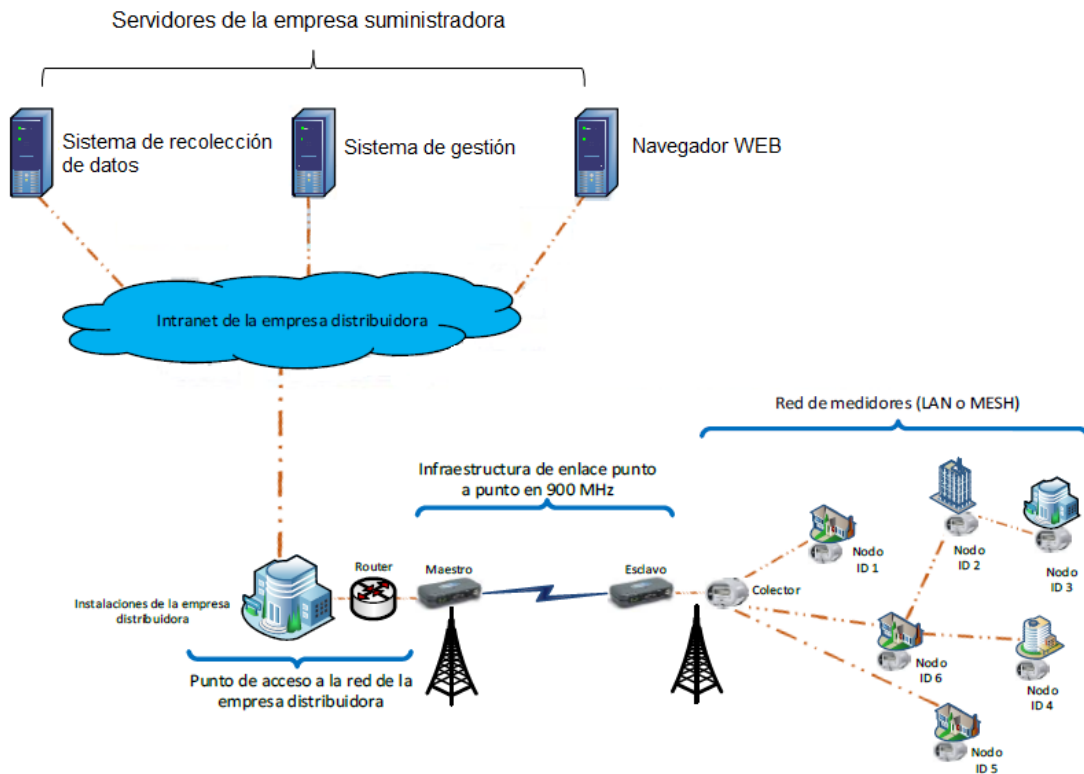 Servidores de la empresa suministradora
Sistema de recolección
de datos
Sistema de gestión
Navegador WEB
Intranet de la empresa distribuidora
Red de medidores (LAN o MESH)
Infraestructura de enlace punto
a punto en 900 MHz
Nodo
ID 1
Nodo
ID 2
Nodo
ID 3
Router
Maestro
Esclavo
Colector
Instalaciones de la empresa
distribuidora
Nodo
ID 6
Nodo
ID 4
Punto de acceso a la red de la
empresa distribuidora
Nodo
ID 5